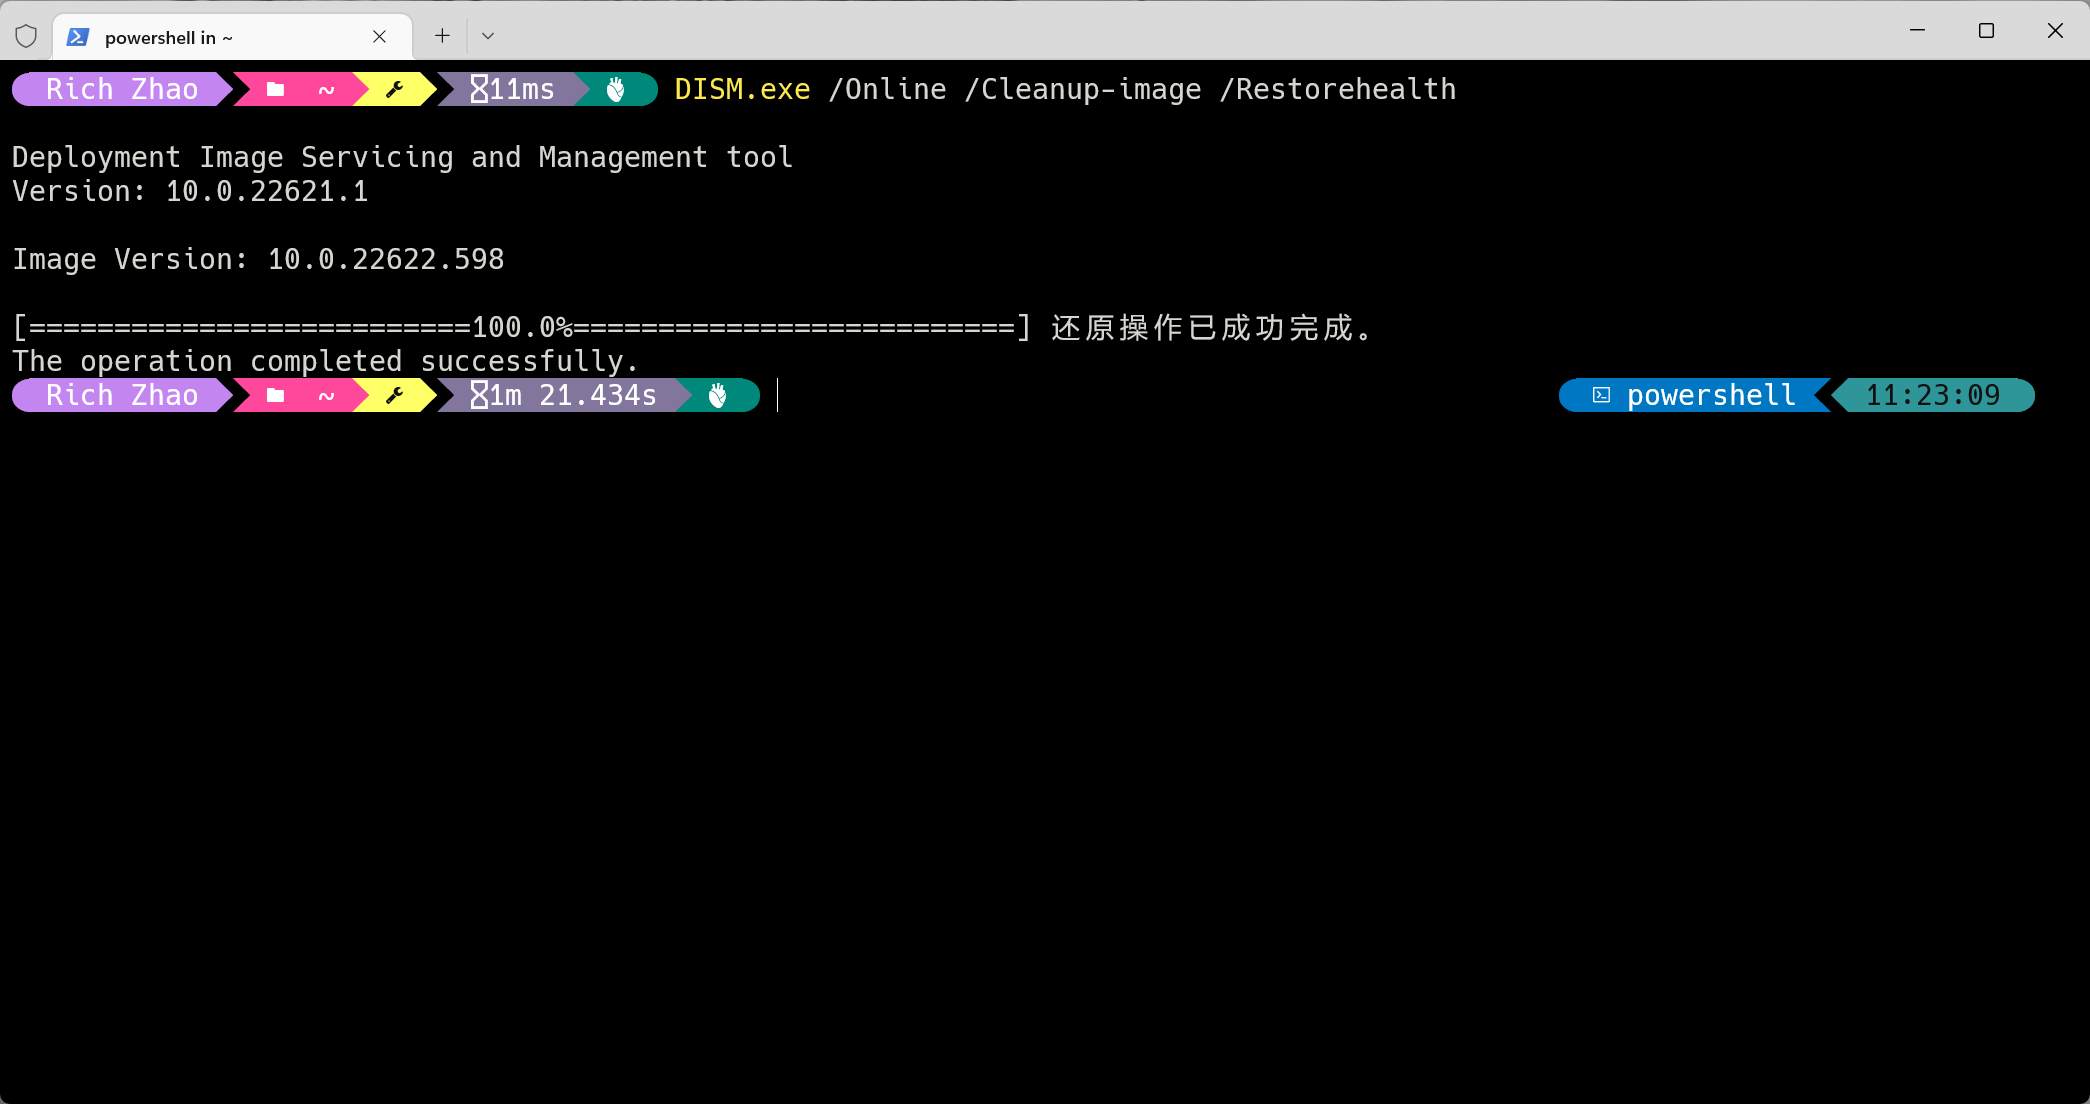 powershell in ~
Rich Zhao ~ 11ms DISM.exe /Online /Cleanup-image /Restorehealth
Deployment Image Servicing and Management tool
Version: 10.0.22621.1
Image Version: 10.0.22622.598
[==========================100.0%==========================] 还原操作已成功完成。
The operation completed successfully.
Rich Zhao ~ 1m 21.434s powershell 11:23:09